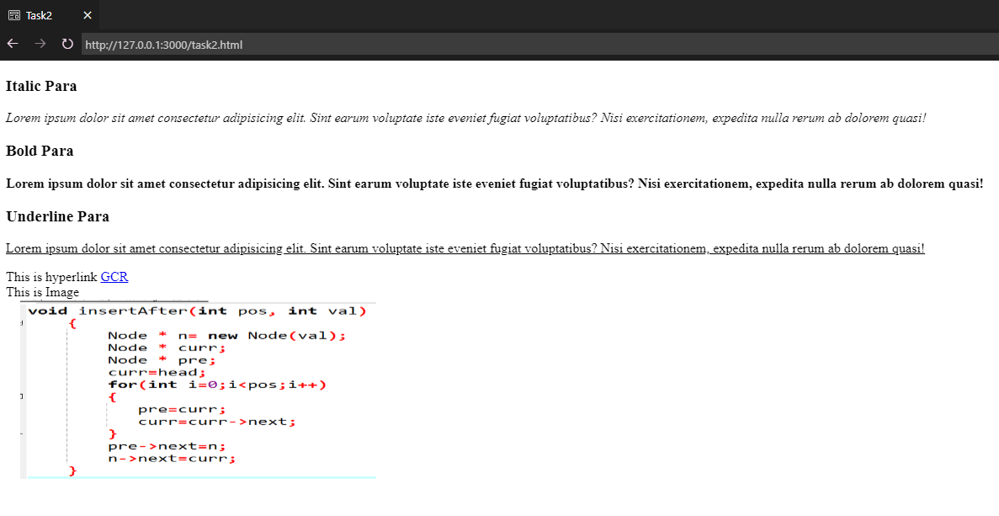 Task2
http://127.0.0.1:3000/task2.html
Italic Para
Lorem ipsum dolor sit amet consectetur adipisicing elit. Sint earum voluptate iste eveniet fugiat voluptatibus? Nisi exercitationem, expedita nulla rerum ab dolorem quasi!
Bold Para
Lorem ipsum dolor sit amet consectetur adipisicing elit. Sint earum voluptate iste eveniet fugiat voluptatibus? Nisi exercitationem, expedita nulla rerum ab dolorem quasi!
Underline Para
Lorem ipsum dolor sit amet consectetur adipisicing elit. Sint earum voluptate iste eveniet fugiat voluptatibus? Nisi exercitationem, expedita nulla rerum ab dolorem quasi!
This is hyperlink GCR
This is Image
void insertAfter(int pos, int val)
{
Node * n= new Node(val);
Node * curr;
Node * pre;
curr=head;
for(int i=0;i<pos;i++)
{
pre=curr;
curr=curr->next;
}
pre->next=n;
n->next=curr;
}